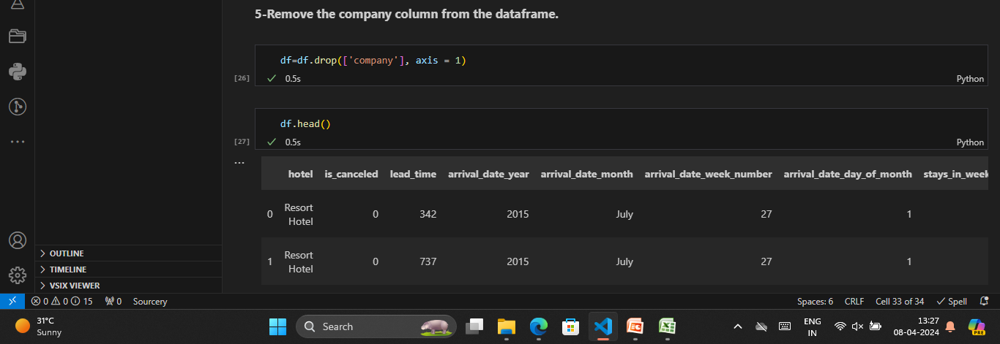 5-Remove the company column from the dataframe.
df=df.drop(['company'], axis = 1)
[26]
0.5s
Python
df.head()
[27]
0.5s
Python
...
hotel is_canceled lead_time arrival_date_year arrival_date_month arrival_date_week_number arrival_date_day_of_month stays_in_week
0 Resort Hotel 0 342 2015 July 27 1
1 Resort Hotel 0 737 2015 July 27 1
OUTLINE
TIMELINE
VSIX VIEWER
0 0 15 0 Sourcery Spaces: 6 CRLF Cell 33 of 34 Spell
31°C
Sunny
Search
ENG
IN
13:27
08-04-2024
PRE